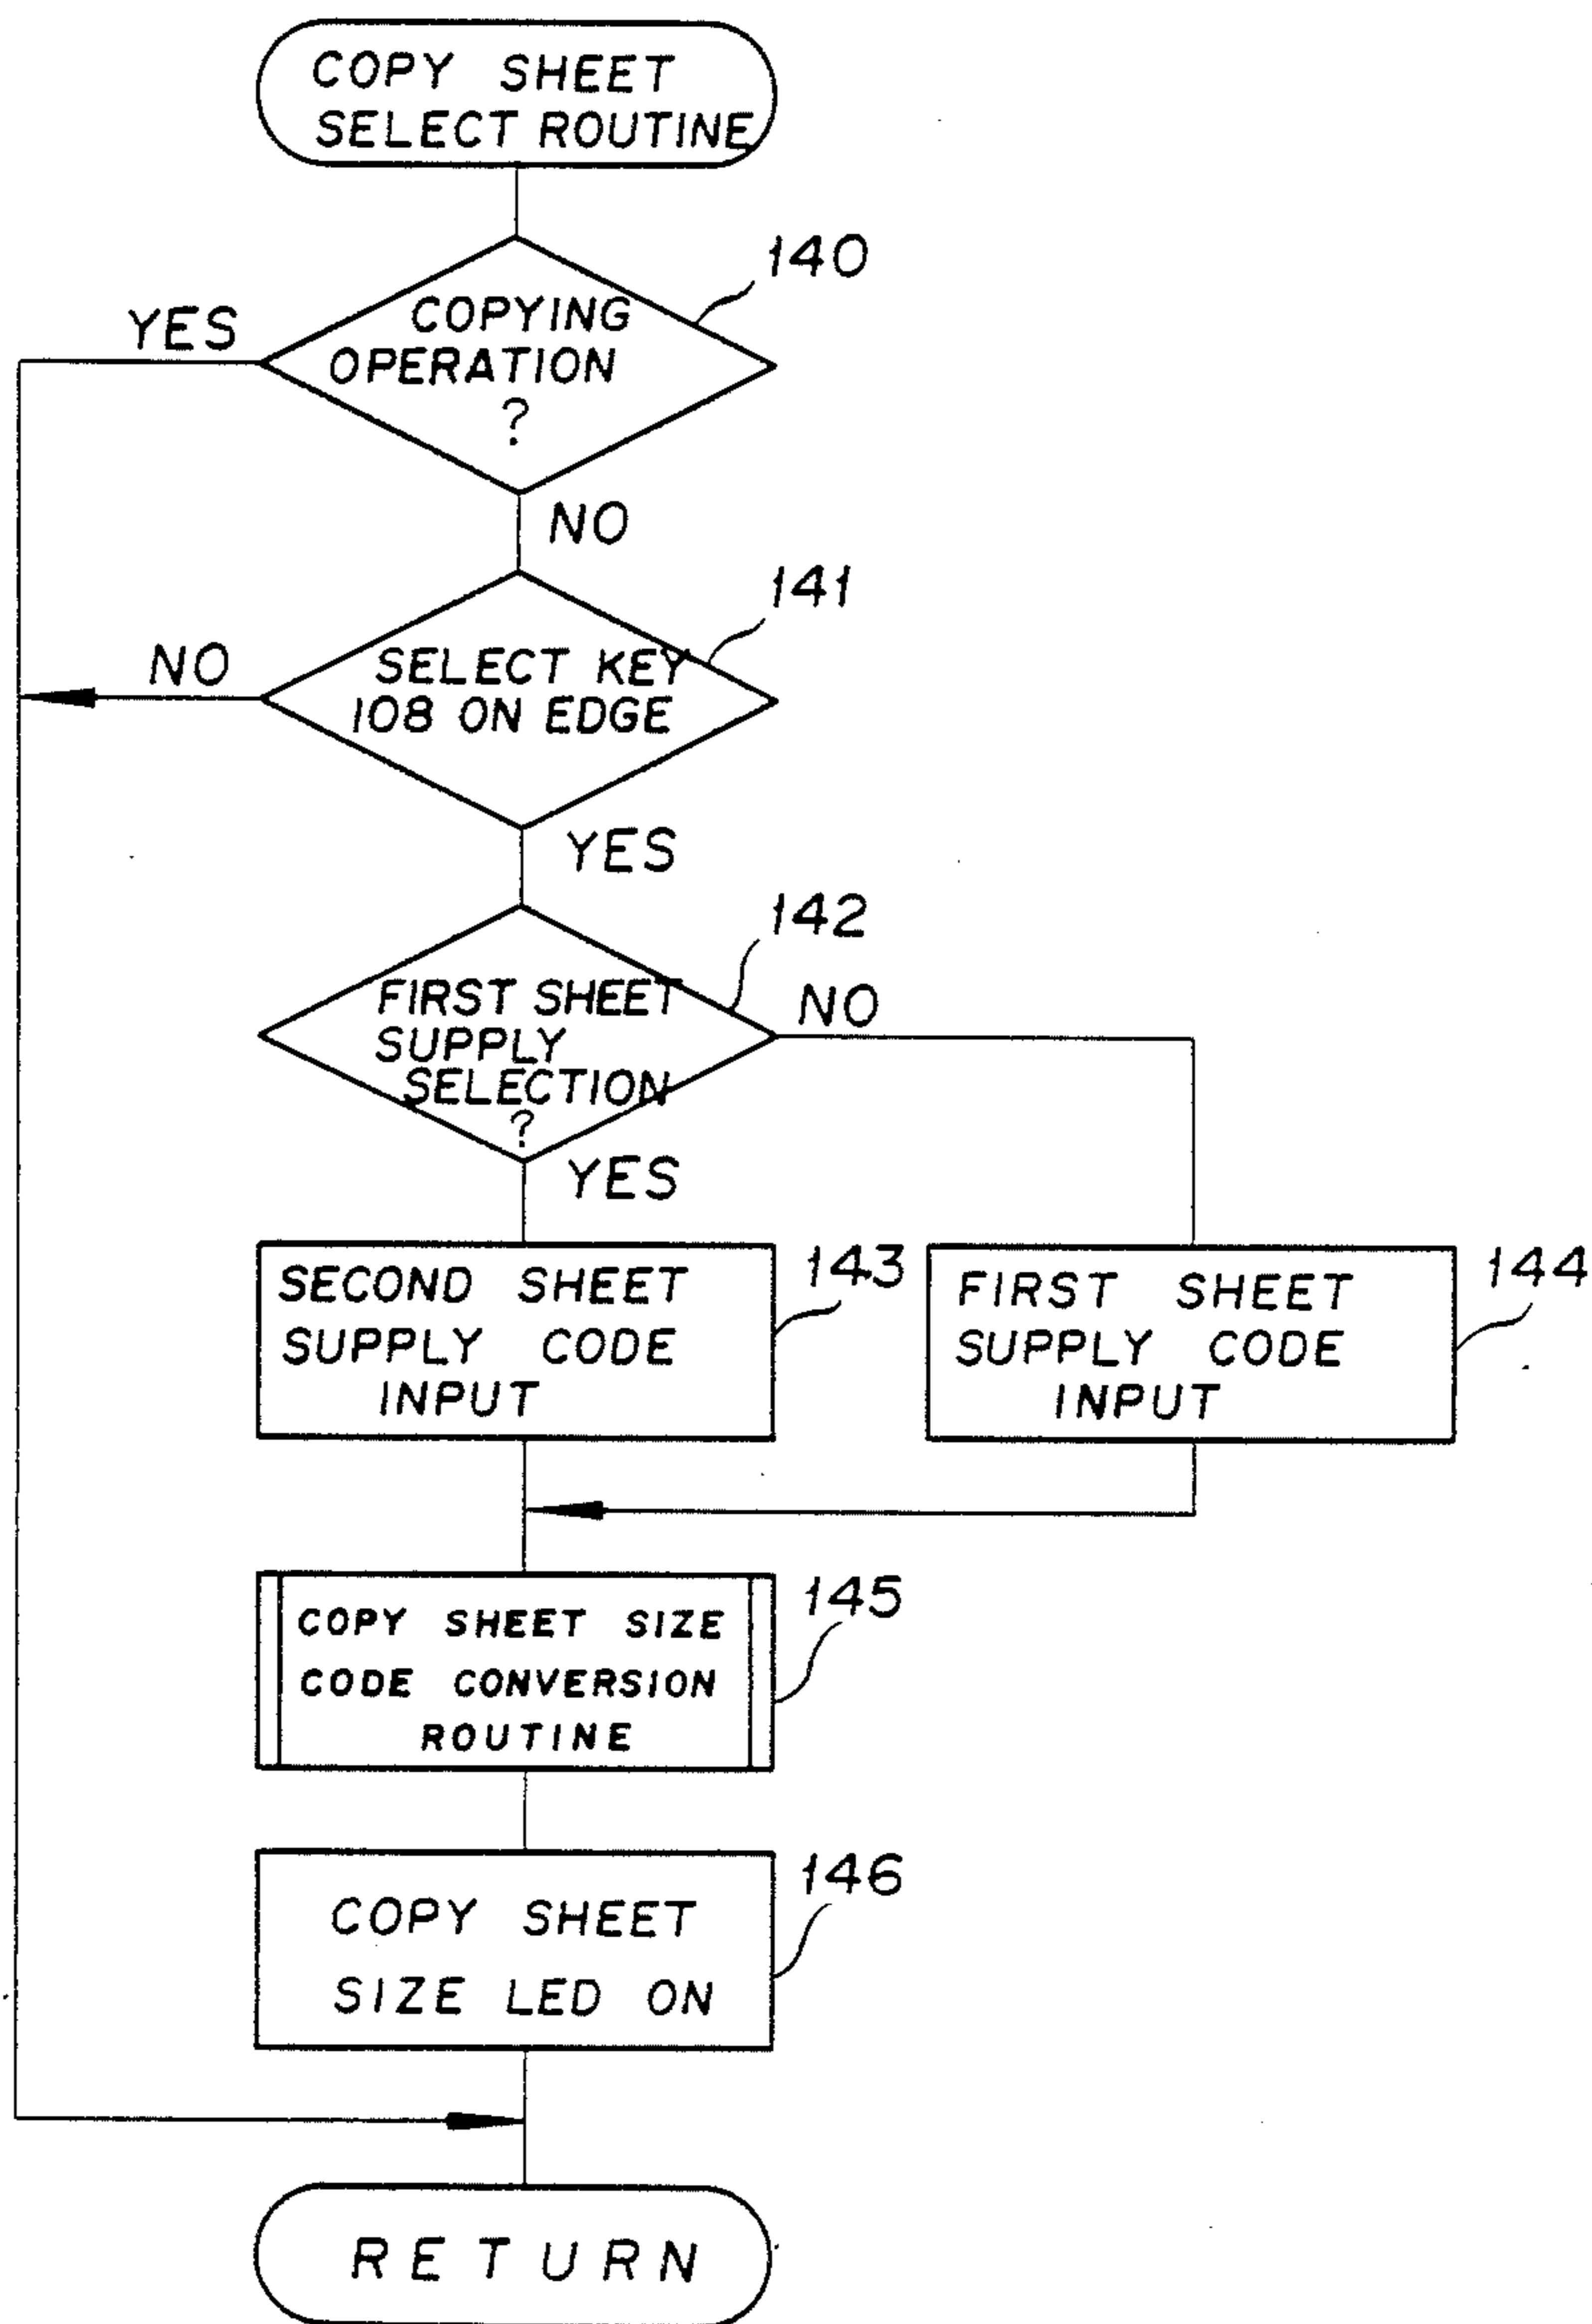 COPY SHEET
SELECT ROUTINE
140
YES
COPYING
OPERATION
?
NO
141
NO
SELECT KEY
108 ON EDGE
YES
142
FIRST SHEET
SUPPLY
SELECTION
?
NO
YES
SECOND SHEET
SUPPLY CODE
INPUT
143
FIRST SHEET
SUPPLY CODE
INPUT
144
COPY SHEET SIZE
CODE CONVERSION
ROUTINE
145
COPY SHEET
SIZE LED ON
146
RETURN